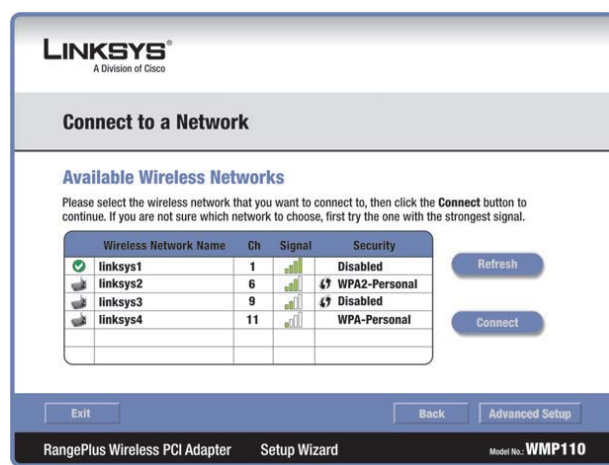 LINKSYS®
A Division of Cisco
Connect to a Network
Available Wireless Networks
Please select the wireless network that you want to connect to, then click the Connect button to
continue. If you are not sure which network to choose, first try the one with the strongest signal.
Wireless Network Name Ch Signal Security
linksys1 1 Disabled
linksys2 6 WPA2-Personal
linksys3 9 Disabled
linksys4 11 WPA-Personal
Refresh
Connect
Exit Back Advanced Setup
RangePlus Wireless PCI Adapter Setup Wizard Model No.: WMP110